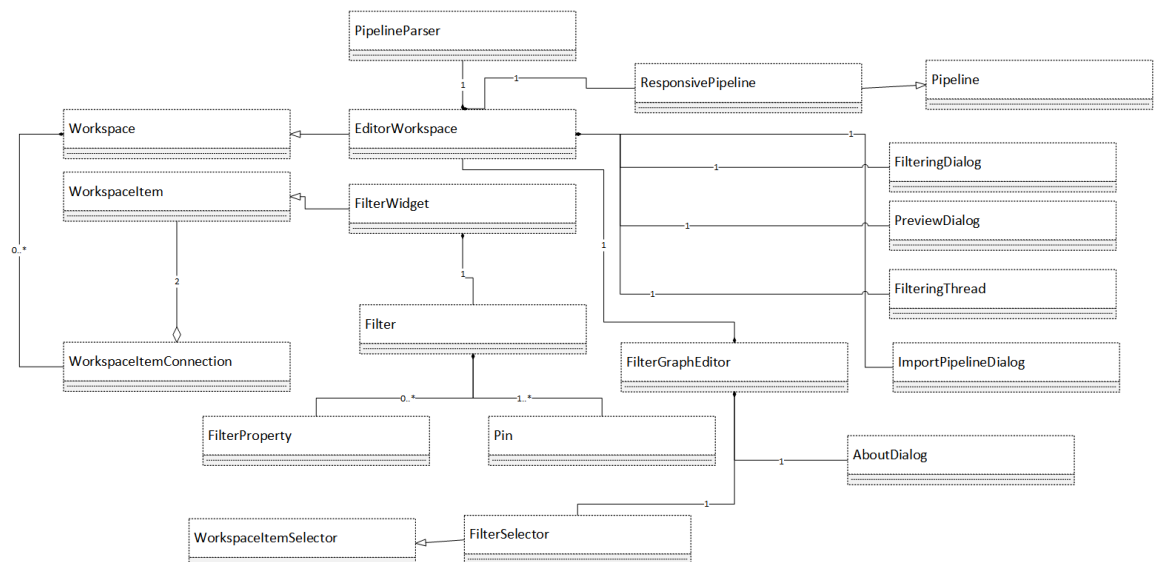 PipelineParser
1
1
ResponsivePipeline
Pipeline
Workspace
EditorWorkspace
1
FilteringDialog
1
WorkspaceItem
FilterWidget
PreviewDialog
1
0..*
1
2
1
FilteringThread
1
Filter
WorkspaceItemConnection
FilterGraphEditor
ImportPipelineDialog
0..*
1..*
FilterProperty
Pin
AboutDialog
1
1
WorkspaceItemSelector
FilterSelector